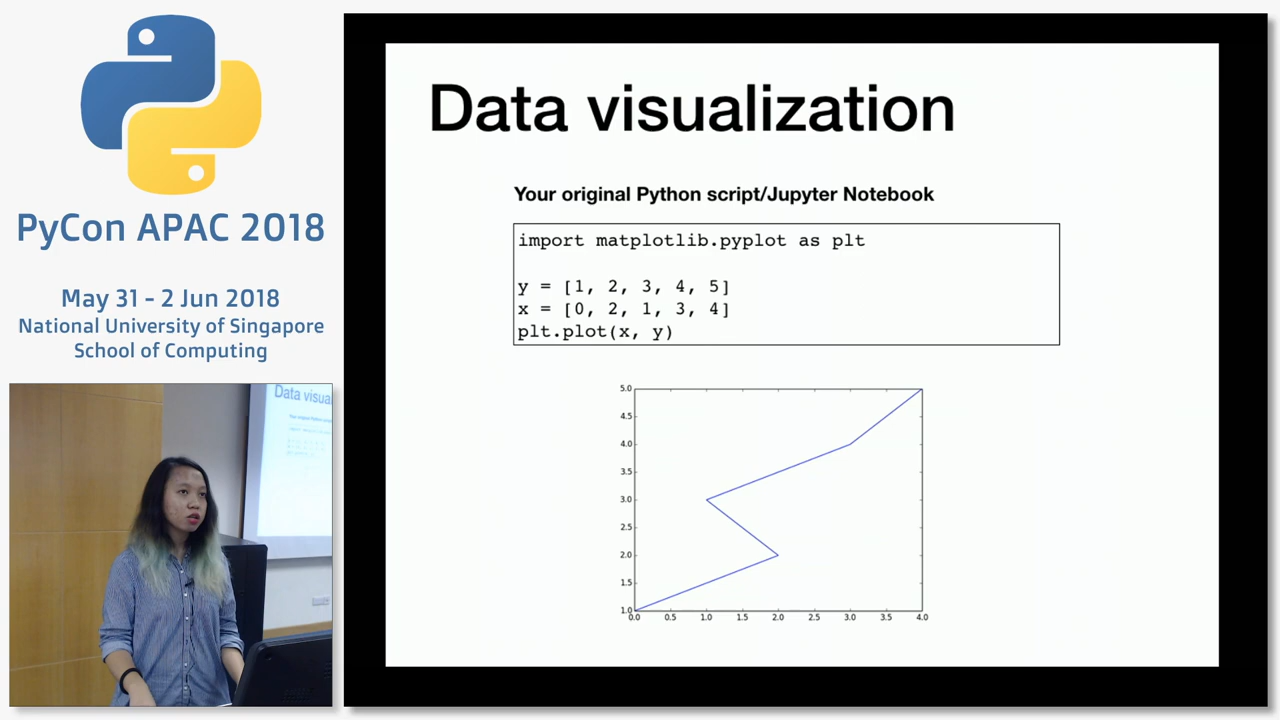 PyCon APAC 2018
May 31 - 2 Jun 2018
National University of Singapore
School of Computing
Data visua
Data visualization
Your original Python script/Jupyter Notebook
import matplotlib.pyplot as plt
y = [1, 2, 3, 4, 5]
x = [0, 2, 1, 3, 4]
plt.plot(x, y)
5.0
4.5
4.0
3.5
3.0
2.5
2.0
1.5
1.0
0.0 0.5 1.0 1.5 2.0 2.5 3.0 3.5 4.0